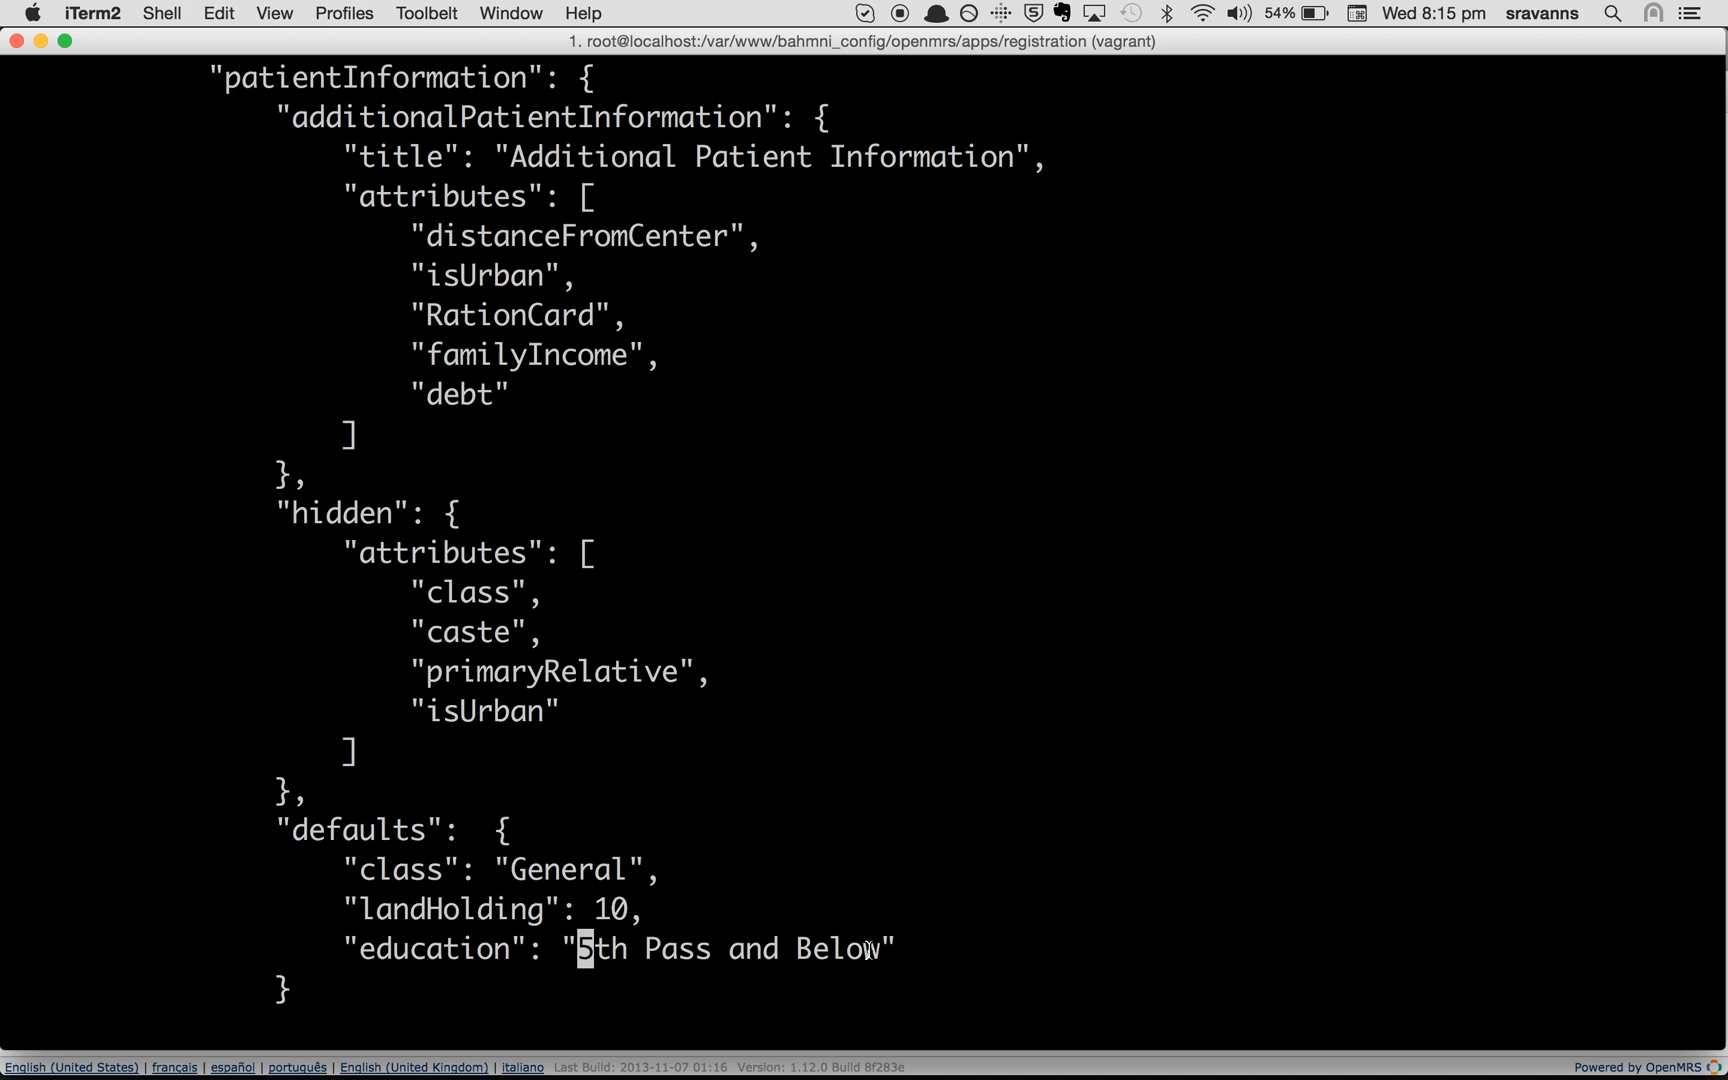 iTerm2 Shell Edit View Profiles Toolbelt Window Help 54% Wed 8:15 pm sravanns
1. root@localhost:/var/www/bahmni_config/openmrs/apps/registration (vagrant)
"patientInformation": {
"additionalPatientInformation": {
"title": "Additional Patient Information",
"attributes": [
"distanceFromCenter",
"isUrban",
"RationCard",
"familyIncome",
"debt"
]
},
"hidden": {
"attributes": [
"class",
"caste",
"primaryRelative",
"isUrban"
]
},
"defaults":  {
"class": "General",
"landHolding": 10,
"education": "5th Pass and Below"
}
English (United States) | français | español | português | English (United Kingdom) | italiano Last Build: 2013-11-07 01:16 Version: 1.12.0 Build 8f283e Powered by OpenMRS